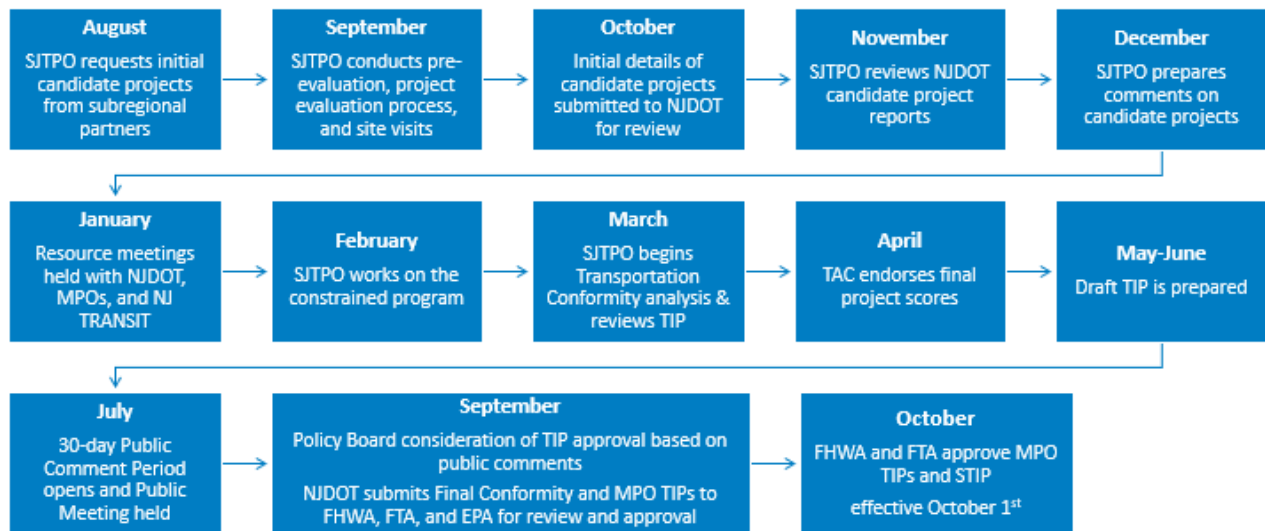 August
SJTPO requests initial
candidate projects
from subregional
partners
September
SJTPO conducts pre-
evaluation, project
evaluation process,
and site visits
October
Initial details of
candidate projects
submitted to NJDOT
for review
November
SJTPO reviews NJDOT
candidate project
reports
December
SJTPO prepares
comments on
candidate projects
January
Resource meetings
held with NJDOT,
MPOs, and NJ
TRANSIT
February
SJTPO works on the
constrained program
March
SJTPO begins
Transportation
Conformity analysis &
reviews TIP
April
TAC endorses final
project scores
May-June
Draft TIP is prepared
July
30-day Public
Comment Period
opens and Public
Meeting held
September
Policy Board consideration of TIP approval based on
public comments
NJDOT submits Final Conformity and MPO TIPs to
FHWA, FTA, and EPA for review and approval
October
FHWA and FTA approve MPO
TIPs and STIP
effective October 1st